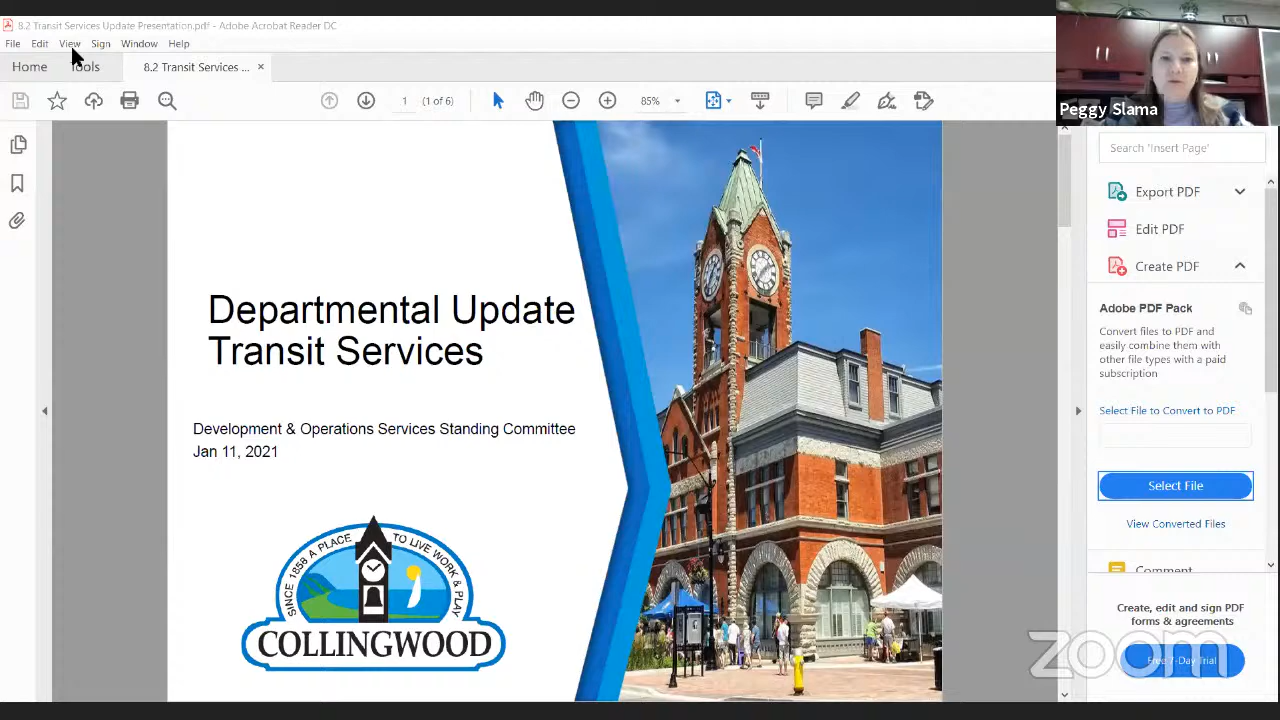 8.2 Transit Services Update Presentation.pdf - Adobe Acrobat Reader DC
File Edit View Sign Window Help
Home Tools 8.2 Transit Services ... ×
1 (1 of 6) 85%
Peggy Slama
Search 'Insert Page'
Export PDF
Edit PDF
Create PDF
Adobe PDF Pack
Convert files to PDF and
easily combine them with
other file types with a paid
subscription
Select File to Convert to PDF
Select File
View Converted Files
Comment
Create, edit and sign PDF
forms & agreements
Free 7-Day Trial
zoom
Departmental Update
Transit Services
Development & Operations Services Standing Committee
Jan 11, 2021
SINCE 1858 A PLACE TO LIVE WORK & PLAY
COLLINGWOOD